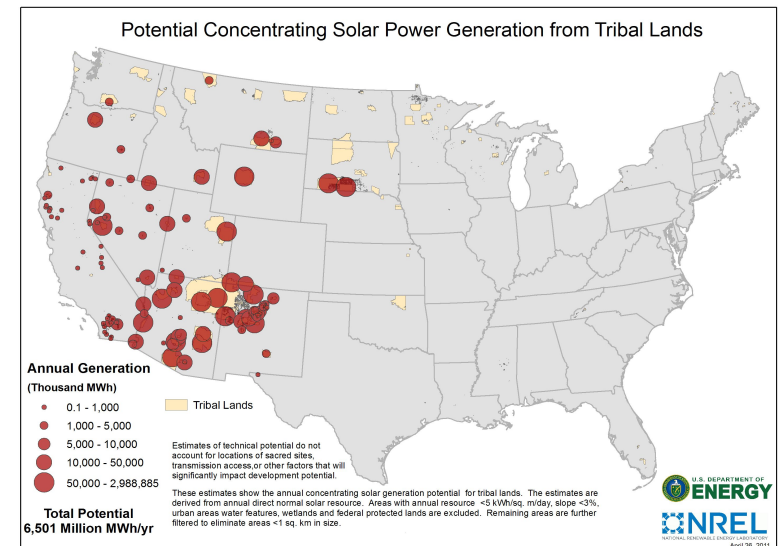 Potential Concentrating Solar Power Generation from Tribal Lands
Annual Generation
(Thousand MWh)
0.1 - 1,000
1,000 - 5,000
5,000 - 10,000
10,000 - 50,000
50,000 - 2,988,885
Total Potential
6,501 Million MWh/yr
Tribal Lands
Estimates of technical potential do not
account for locations of sacred sites,
transmission access,or other factors that will
significantly impact development potential.
These estimates show the annual concentrating solar generation potential for tribal lands. The estimates are
derived from annual direct normal solar resource. Areas with annual resource <5 kWh/sq. m/day, slope <3%,
urban areas water features, wetlands and federal protected lands are excluded. Remaining areas are further
filtered to eliminate areas <1 sq. km in size.
U.S. DEPARTMENT OF
ENERGY
NREL
NATIONAL RENEWABLE ENERGY LABORATORY
April 26, 2011